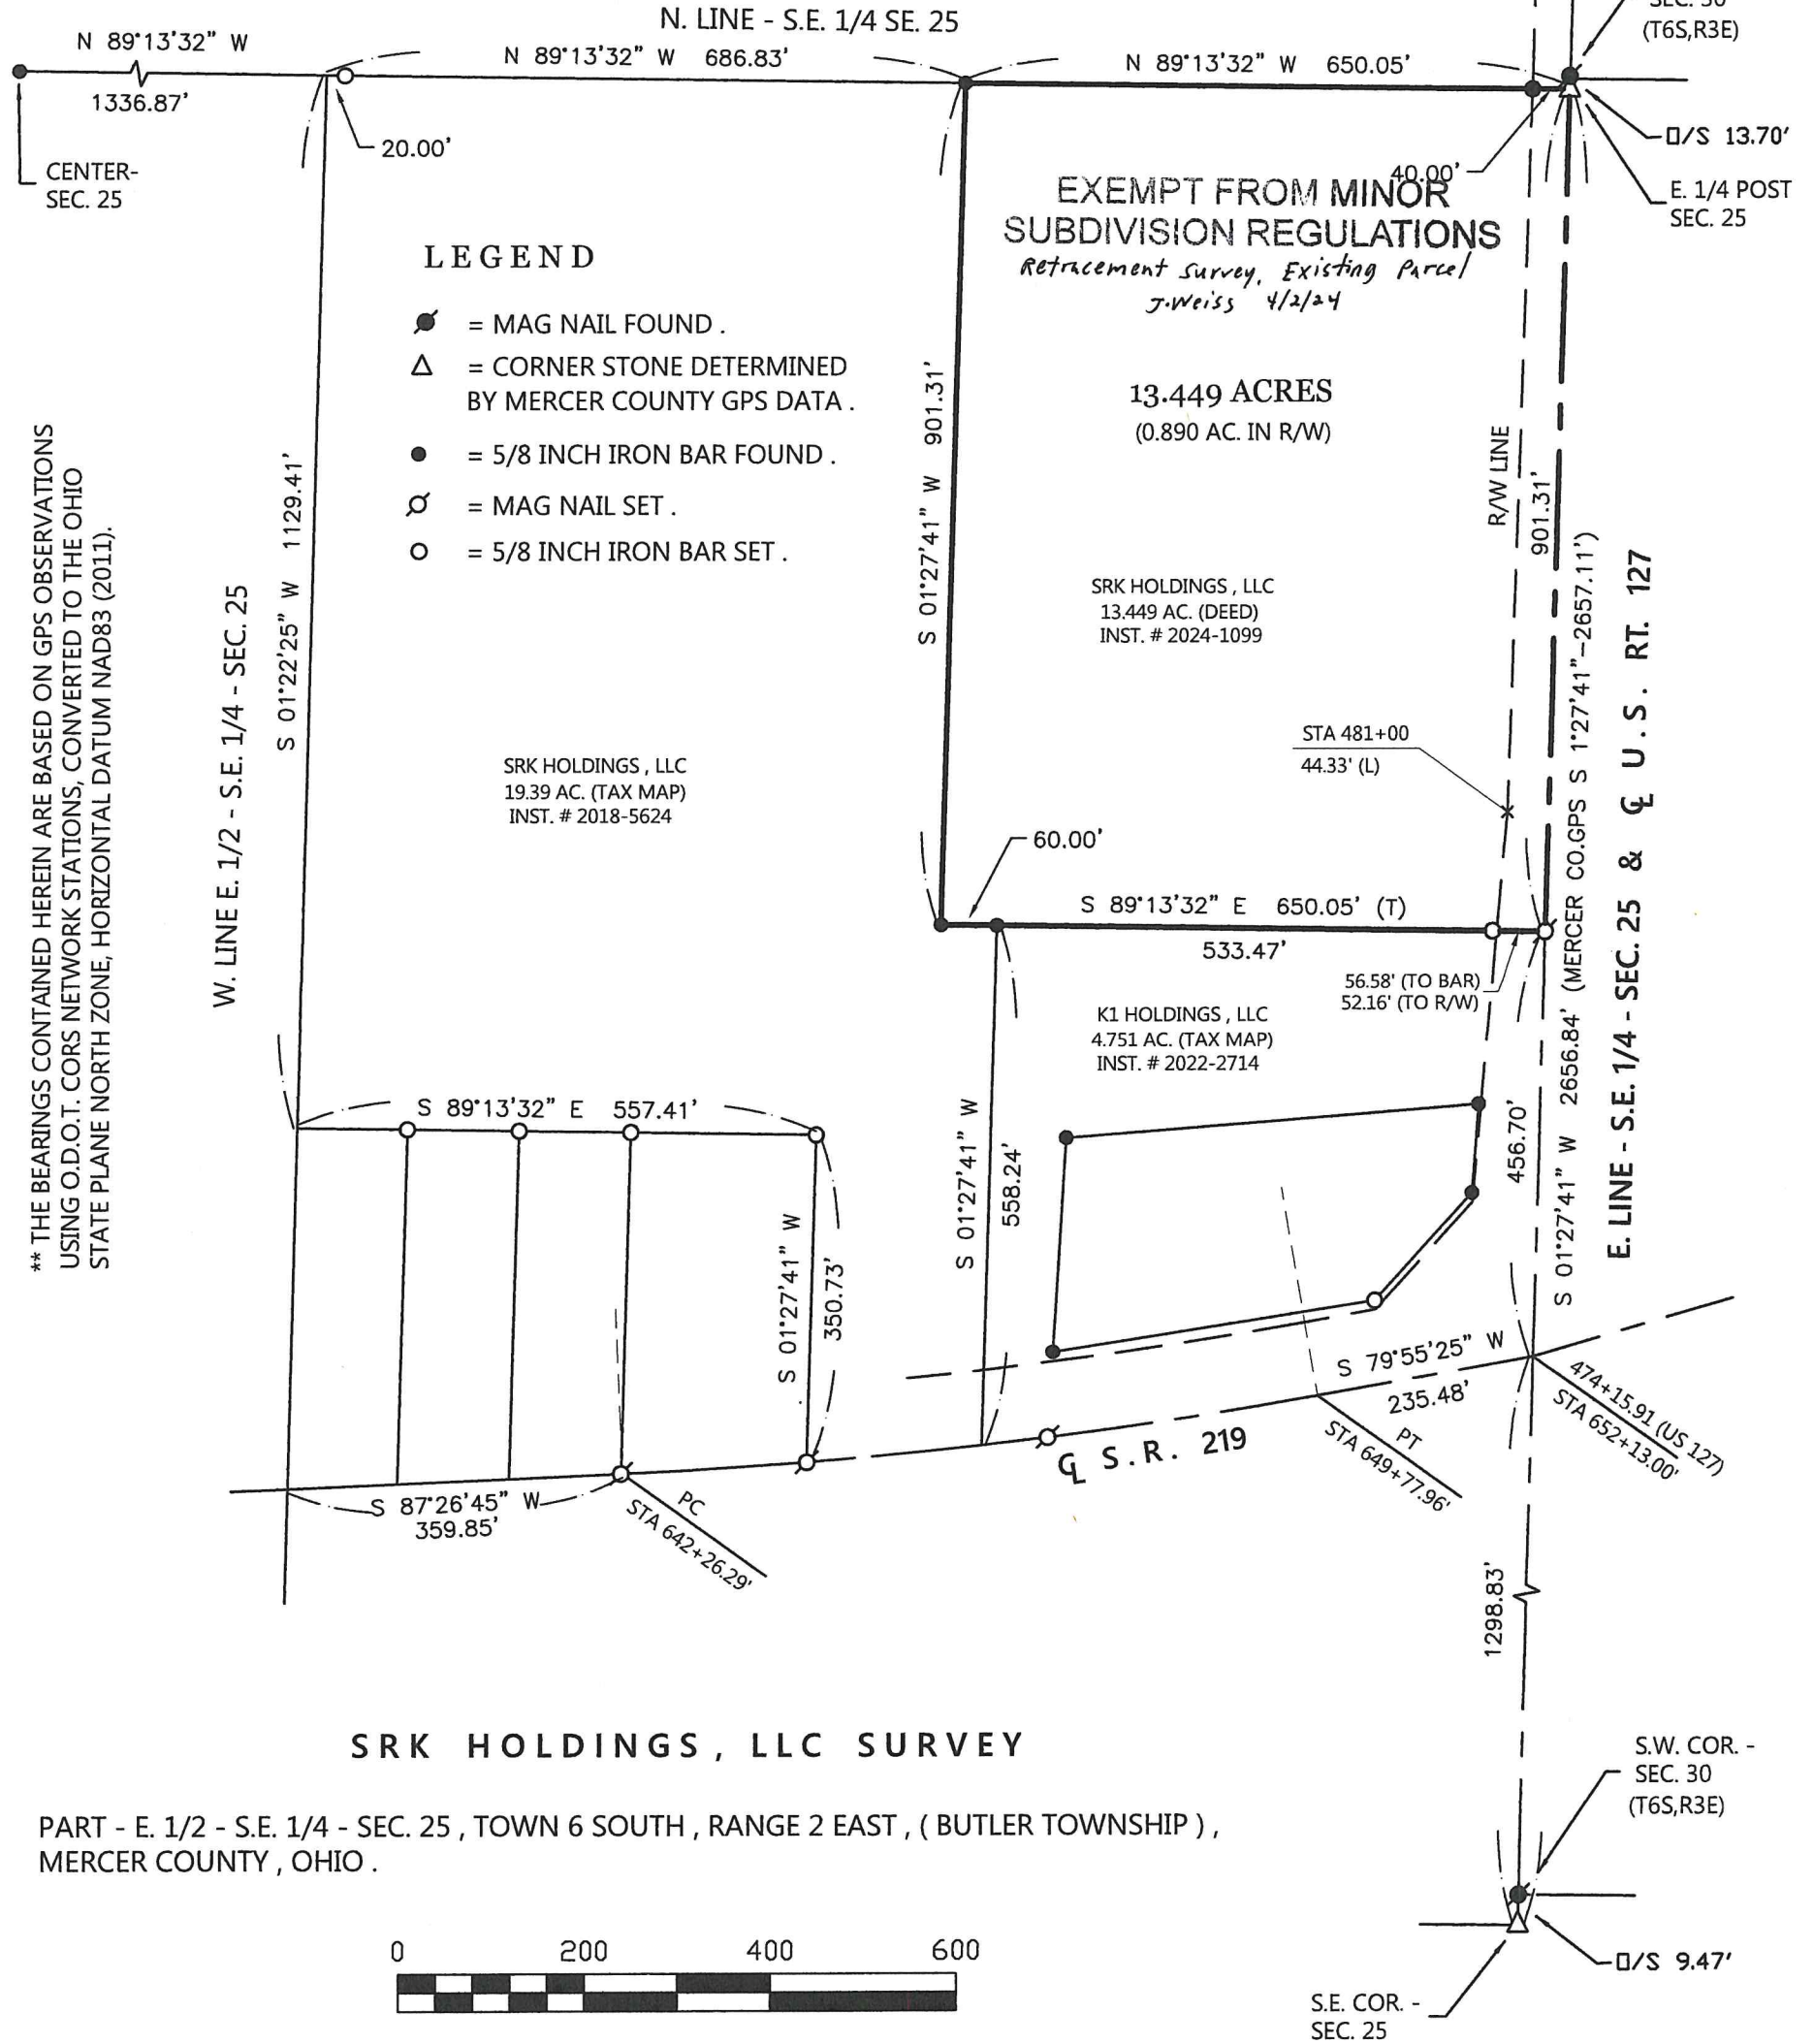 N. LINE - S.E. 1/4 SE. 25
SEC. 30
(T6S,R3E)
N 89°13'32" W
1336.87'
N 89°13'32" W 686.83'
N 89°13'32" W 650.05'
20.00'
CENTER-
SEC. 25
40.00'
O/S 13.70'
E. 1/4 POST
SEC. 25
EXEMPT FROM MINOR
SUBDIVISION REGULATIONS
Retracement Survey, Existing Parcel
J.Weiss 4/2/24
LEGEND
= MAG NAIL FOUND .
= CORNER STONE DETERMINED
BY MERCER COUNTY GPS DATA .
= 5/8 INCH IRON BAR FOUND .
= MAG NAIL SET .
= 5/8 INCH IRON BAR SET .
13.449 ACRES
(0.890 AC. IN R/W)
** THE BEARINGS CONTAINED HEREIN ARE BASED ON GPS OBSERVATIONS
USING O.D.O.T. CORS NETWORK STATIONS, CONVERTED TO THE OHIO
STATE PLANE NORTH ZONE, HORIZONTAL DATUM NAD83 (2011).
W. LINE E. 1/2 - S.E. 1/4 - SEC. 25
S 01°22'25" W 1129.41'
S 01°27'41" W 901.31'
R/W LINE
901.31'
SRK HOLDINGS , LLC
13.449 AC. (DEED)
INST. # 2024-1099
SRK HOLDINGS , LLC
19.39 AC. (TAX MAP)
INST. # 2018-5624
STA 481+00
44.33' (L)
60.00'
S 89°13'32" E 650.05' (T)
533.47'
56.58' (TO BAR)
52.16' (TO R/W)
K1 HOLDINGS , LLC
4.751 AC. (TAX MAP)
INST. # 2022-2714
S 01°27'41" W 2656.84' (MERCER CO.GPS S 1°27'41"-2657.11')
E. LINE - S.E. 1/4 - SEC. 25 & ℄ U.S. RT. 127
S 89°13'32" E 557.41'
S 01°27'41" W
350.73'
S 01°27'41" W
558.24'
456.70'
S 79°55'25" W
235.48'
474+15.91 (US 127)
STA 652+13.00'
PT
STA 649+77.96'
℄ S.R. 219
S 87°26'45" W
359.85'
PC
STA 642+26.29'
1298.83'
SRK HOLDINGS , LLC SURVEY
PART - E. 1/2 - S.E. 1/4 - SEC. 25 , TOWN 6 SOUTH , RANGE 2 EAST , ( BUTLER TOWNSHIP ) ,
MERCER COUNTY , OHIO .
S.W. COR. -
SEC. 30
(T6S,R3E)
0 200 400 600
O/S 9.47'
S.E. COR. -
SEC. 25